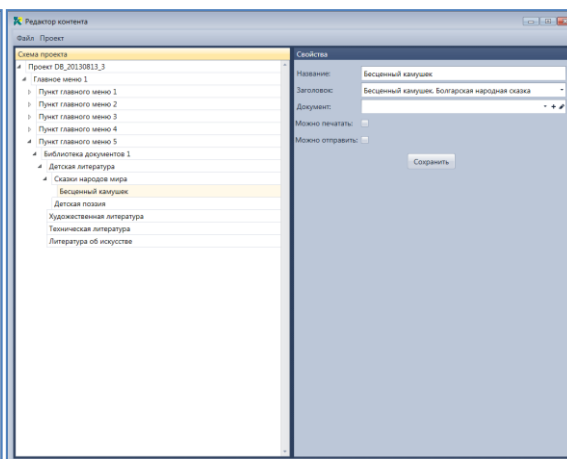 Редактор контента
Файл Проект
Схема проекта
Проект DB_20130813_3
Главное меню 1
Пункт главного меню 1
Пункт главного меню 2
Пункт главного меню 3
Пункт главного меню 4
Пункт главного меню 5
Библиотека документов 1
Детская литература
Сказки народов мира
Бесценный камушек
Детская поэзия
Художественная литература
Техническая литература
Литература об искусстве
Свойства
Название: Бесценный камушек
Заголовок: Бесценный камушек. Болгарская народная сказка
Документ:
Можно печатать:
Можно отправить:
Сохранить